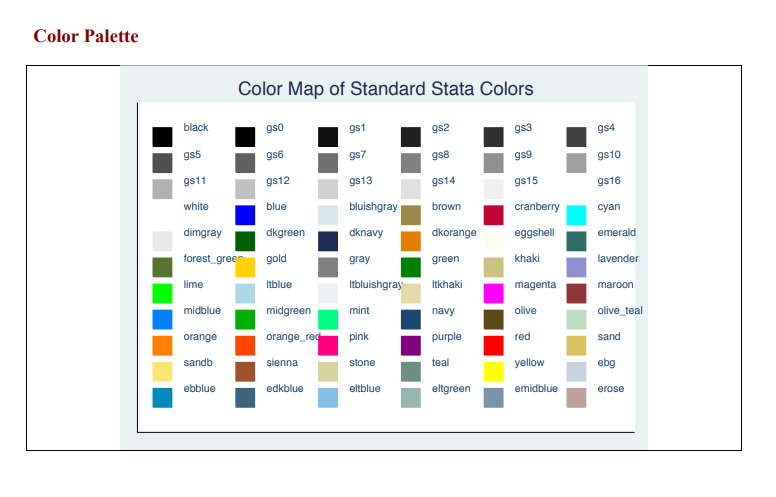 Color Palette
Color Map of Standard Stata Colors
black gs0 gs1 gs2 gs3 gs4
gs5 gs6 gs7 gs8 gs9 gs10
gs11 gs12 gs13 gs14 gs15 gs16
white blue bluishgray brown cranberry cyan
dimgray dkgreen dknavy dkorange eggshell emerald
forest_green gold gray green khaki lavender
lime ltblue ltbluishgray ltkhaki magenta maroon
midblue midgreen mint navy olive olive_teal
orange orange_red pink purple red sand
sandb sienna stone teal yellow ebg
ebblue edkblue eltblue eltgreen emidblue erose